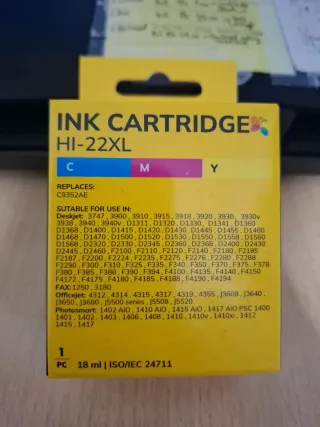 INK CARTRIDGE
HI-22XL
C M Y
REPLACES:
C9352AE
SUITABLE FOR USE IN:
Deskjet: 3747 , 3900 , 3910 , 3915 , 3918 , 3920 , 3930 , 3930v
3938 , 3940 , 3940v , D1311 , D1320 , D1330 , D1341 , D1360
D1368 , D1400 , D1415 , D1420 , D1430 , D1445 , D1455 , D1460
D1468 , D1470 , D1500 , D1520 , D1530 , D1550 , D1558 , D1560
D1568 , D2320 , D2330 , D2345 , D2360 , D2368 , D2400 , D2430
D2445 , D2460 , F2100 , F2110 , F2120 , F2140 , F2180 , F2185
F2187 , F2200 , F2224 , F2235 , F2275 , F2276 , F2280 , F2288
F2290 , F300 , F310 , F325 , F335 , F340 , F350 , F370 , F375 , F378
F380 , F385 , F388 , F390 , F394 , F4100 , F4135 , F4140 , F4150
F4172 , F4175 , F4180 , F4185 , F4188 , F4190 , F4194
FAX: 1250 , 3180
Officejet: 4312 , 4314 , 4315 , 4317 , 4319 , 4355 , J3608 , J3640
J3650 , J3680 , J5500 series , J5508 , J5520
Photosmart: 1402 AiO , 1410 AiO , 1415 AiO , 1417 AiO PSC 1400
1401 , 1402 , 1403 , 1406 , 1408 , 1410 , 1410v , 1410xi , 1412
1415 , 1417
1
PC 18 ml | ISO/IEC 24711